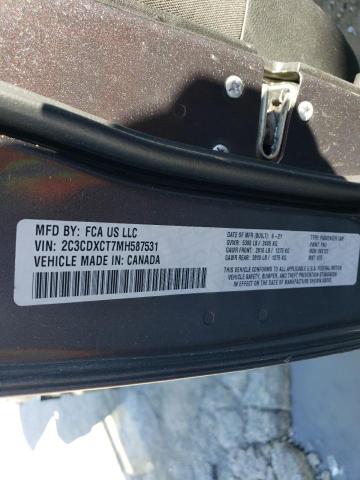 MFD BY: FCA US LLC
VIN: 2C3CDXCT7MH587531
VEHICLE MADE IN: CANADA
DATE OF MFR (BUILT): 6-21
GVWR: 5300 LB / 2405 KG
GAWR FRONT: 2810 LB / 1275 KG
GAWR REAR: 2810 LB / 1275 KG
TYPE: PASSENGER CAR
THIS VEHICLE CONFORMS TO ALL APPLICABLE U.S.A. FEDERAL MOTOR
VEHICLE SAFETY, BUMPER, AND THEFT PREVENTION STANDARDS
IN EFFECT ON THE DATE OF MANUFACTURE SHOWN ABOVE.